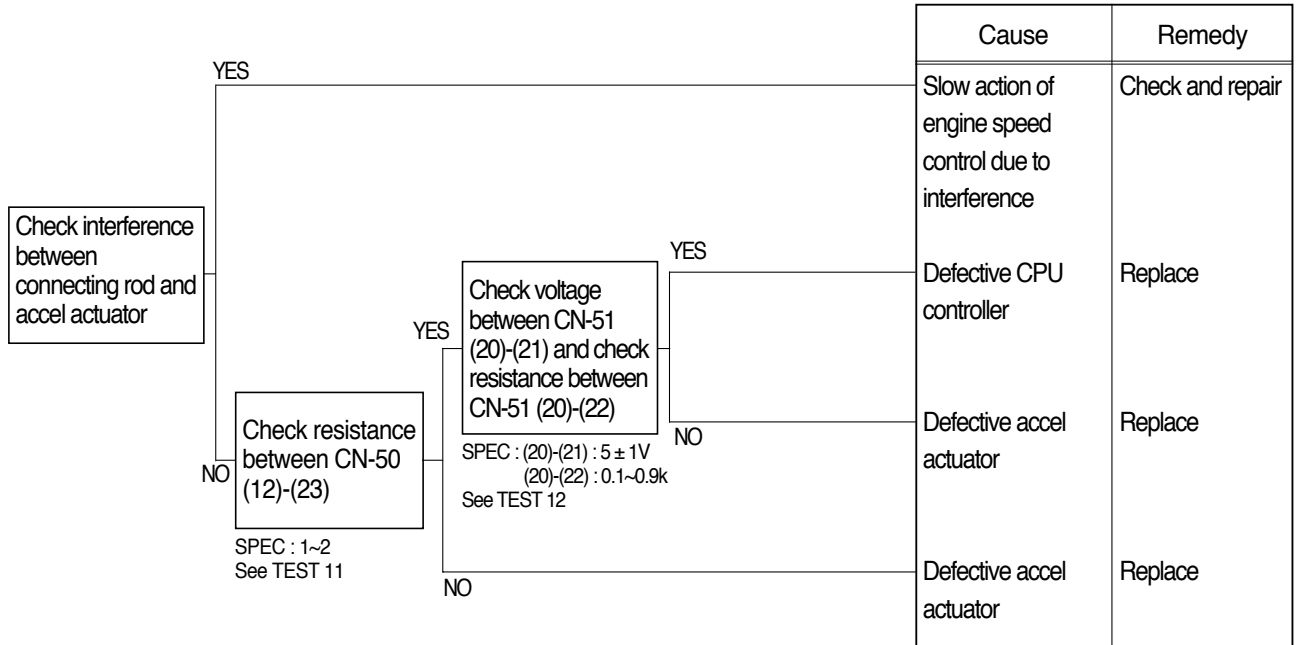 Cause
Remedy
YES
Slow action of
engine speed
control due to
interference
Check and repair
Check interference
between
connecting rod and
accel actuator
YES
Defective CPU
controller
Replace
Check voltage
between CN-51
(20)-(21) and check
resistance between
CN-51 (20)-(22)
YES
NO
Defective accel
actuator
Replace
SPEC : (20)-(21) : 5 ± 1V
(20)-(22) : 0.1~0.9k
See TEST 12
Check resistance
between CN-50
(12)-(23)
NO
SPEC : 1~2
See TEST 11
NO
Defective accel
actuator
Replace